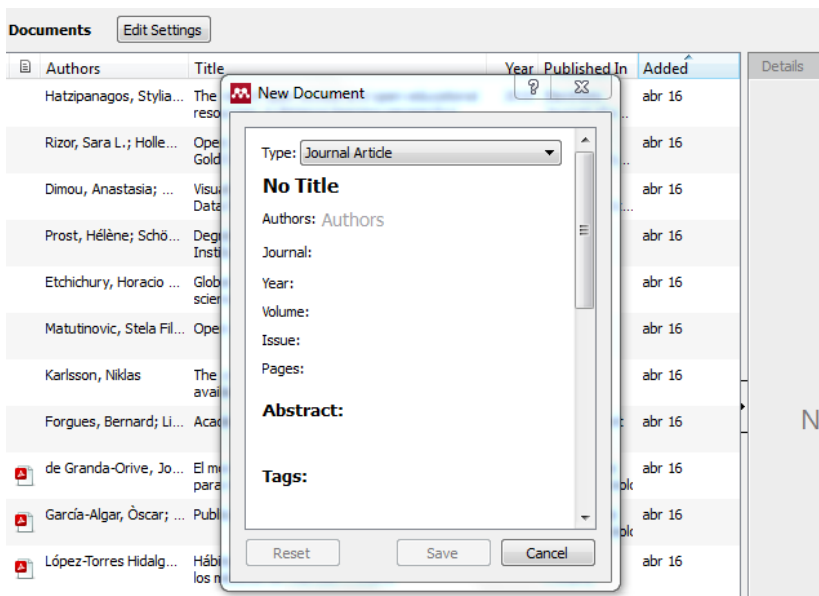 Documents Edit Settings
Authors Title Year Published In Added Details
New Document
Hatzipanagos, Stylia... The abr 16
reso
Rizor, Sara L.; Holle... Ope abr 16
Gold
Dimou, Anastasia; ... Visu abr 16
Data
Prost, Hélène; Schö... Degr abr 16
Insti
Etchichury, Horacio ... Glob abr 16
scien
Matutinovic, Stela Fil... Ope abr 16
Karlsson, Niklas The abr 16
avai
Forgues, Bernard; Li... Acad abr 16
de Granda-Orive, Jo... El m abr 16
para
García-Algar, Òscar; ... Publ abr 16
López-Torres Hidalg... Hábi abr 16
los m
Type: Journal Article
No Title
Authors: Authors
Journal:
Year:
Volume:
Issue:
Pages:
Abstract:
Tags:
Reset Save Cancel
N